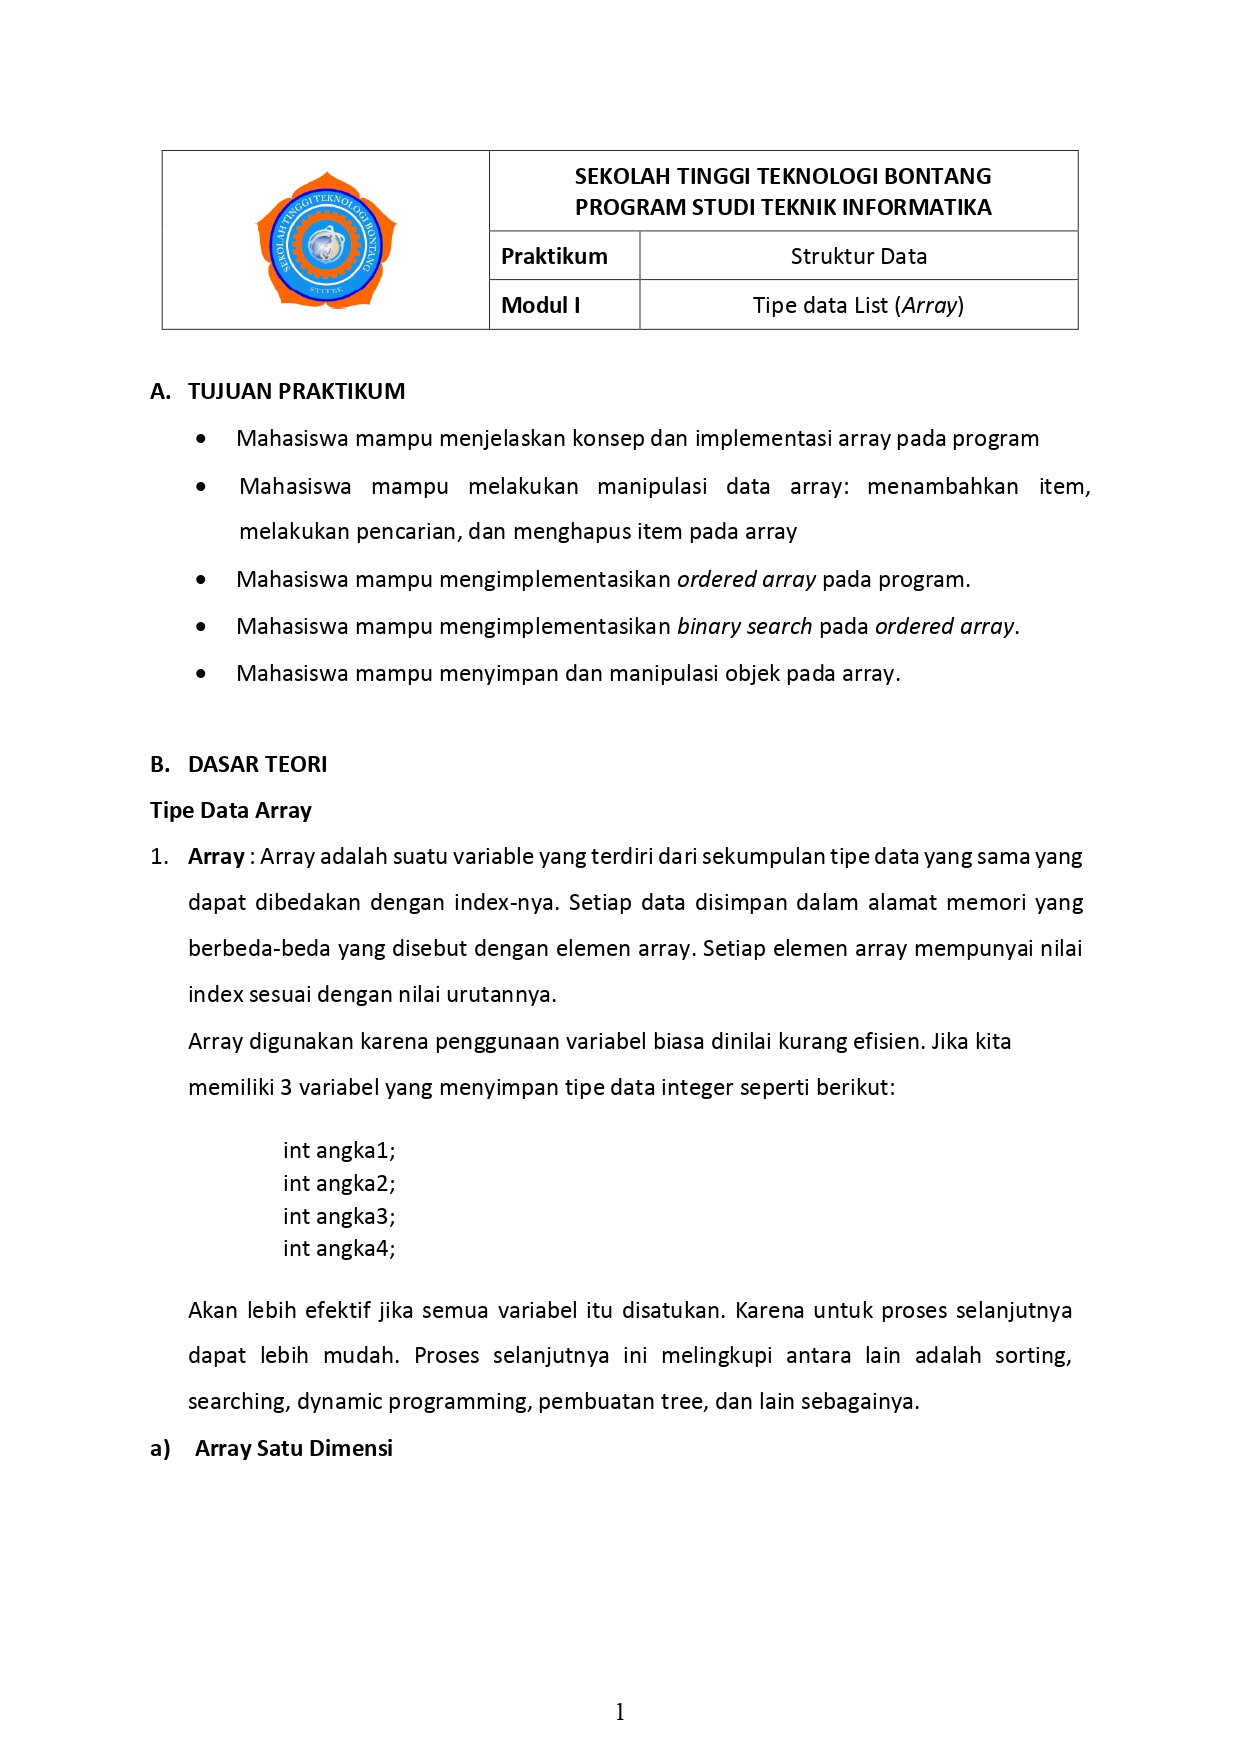 SEKOLAH TINGGI TEKNOLOGI BONTANG
STITEK
SEKOLAH TINGGI TEKNOLOGI BONTANG
PROGRAM STUDI TEKNIK INFORMATIKA
Praktikum
Struktur Data
Modul I
Tipe data List (Array)
A. TUJUAN PRAKTIKUM
• Mahasiswa mampu menjelaskan konsep dan implementasi array pada program
• Mahasiswa mampu melakukan manipulasi data array: menambahkan item,
melakukan pencarian, dan menghapus item pada array
• Mahasiswa mampu mengimplementasikan ordered array pada program.
• Mahasiswa mampu mengimplementasikan binary search pada ordered array.
• Mahasiswa mampu menyimpan dan manipulasi objek pada array.
B. DASAR TEORI
Tipe Data Array
1. Array : Array adalah suatu variable yang terdiri dari sekumpulan tipe data yang sama yang
dapat dibedakan dengan index-nya. Setiap data disimpan dalam alamat memori yang
berbeda-beda yang disebut dengan elemen array. Setiap elemen array mempunyai nilai
index sesuai dengan nilai urutannya.
Array digunakan karena penggunaan variabel biasa dinilai kurang efisien. Jika kita
memiliki 3 variabel yang menyimpan tipe data integer seperti berikut:
int angka1;
int angka2;
int angka3;
int angka4;
Akan lebih efektif jika semua variabel itu disatukan. Karena untuk proses selanjutnya
dapat lebih mudah. Proses selanjutnya ini melingkupi antara lain adalah sorting,
searching, dynamic programming, pembuatan tree, dan lain sebagainya.
a) Array Satu Dimensi
1